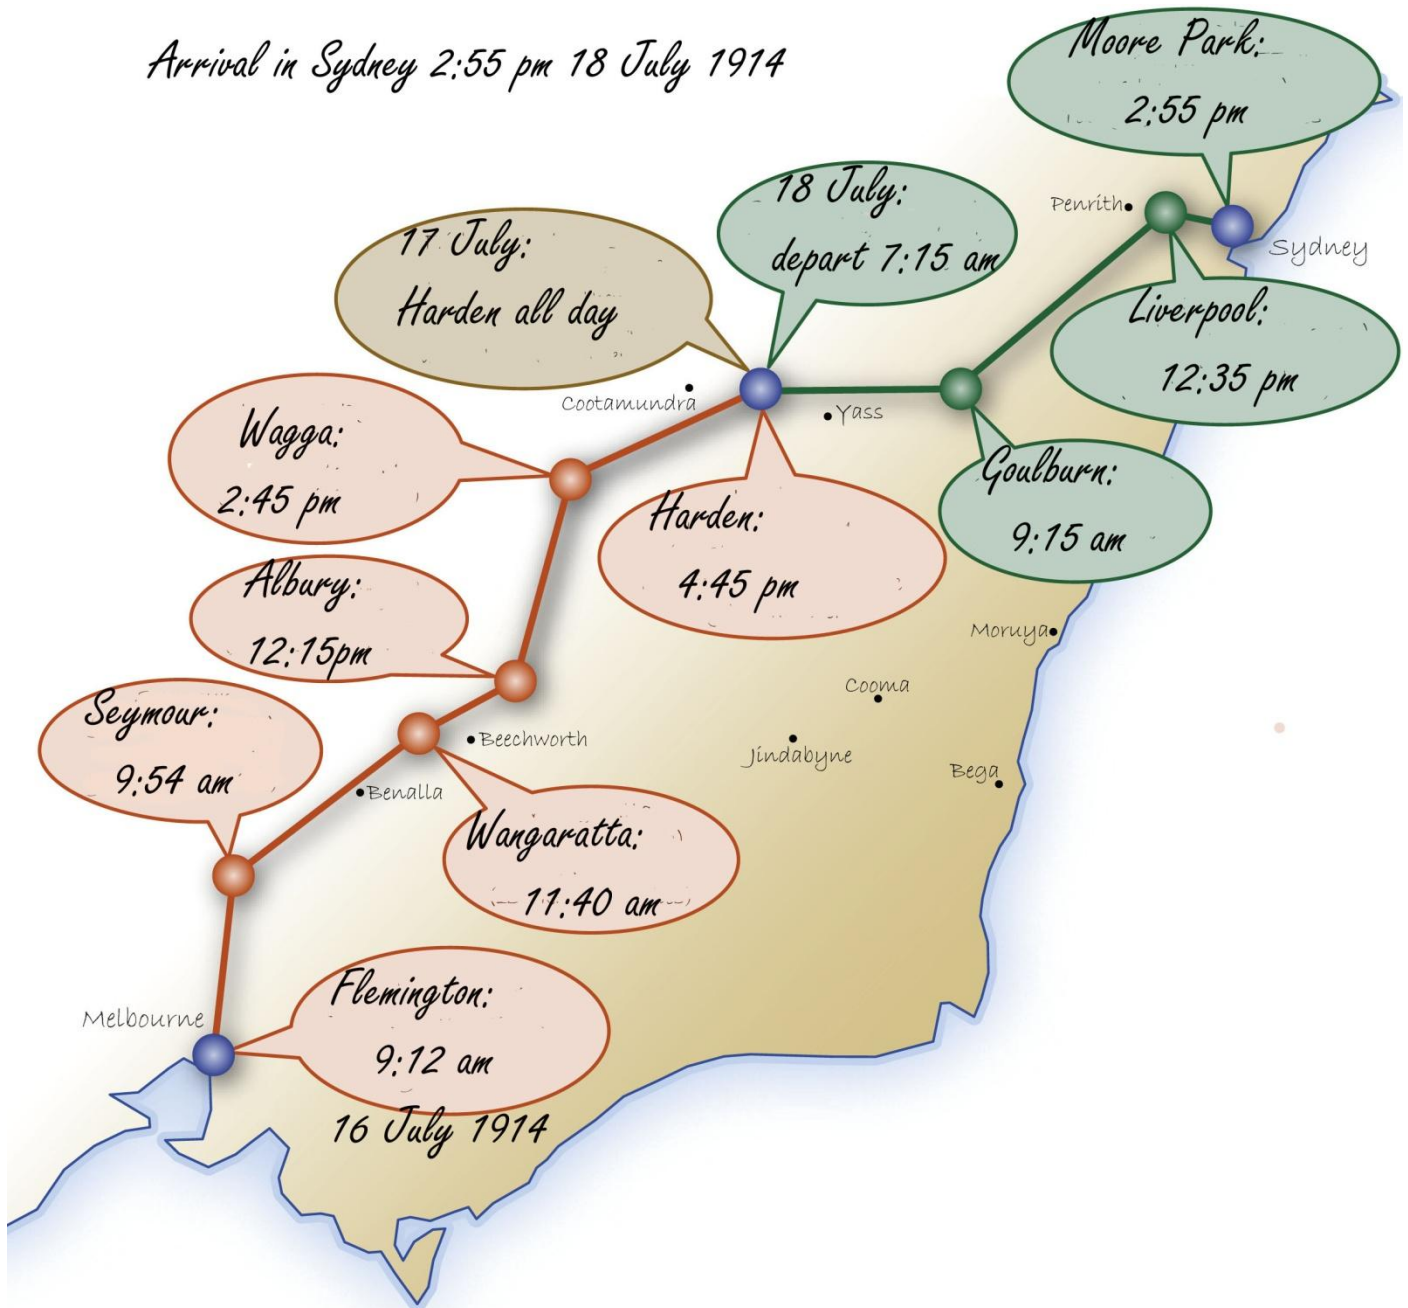 Arrival in Sydney 2:55 pm 18 July 1914
Moore Park:
2:55 pm
Penrith
Sydney
18 July:
depart 7:15 am
17 July:
Harden all day
Liverpool:
12:35 pm
Cootamundra
Yass
Wagga:
2:45 pm
Harden:
4:45 pm
Goulburn:
9:15 am
Albury:
12:15pm
Moruya
Cooma
Seymour:
9:54 am
Beechworth
Jindabyne
Bega
Benalla
Wangaratta:
11:40 am
Melbourne
Flemington:
9:12 am
16 July 1914